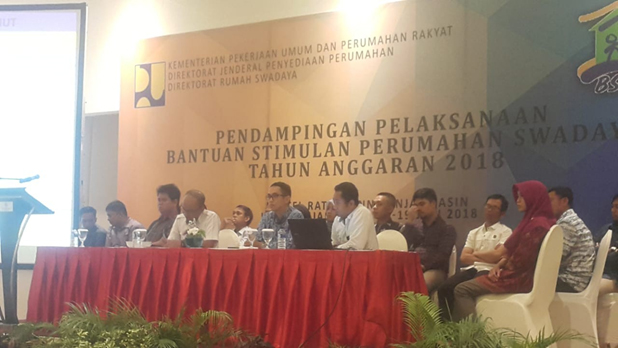 UT
KEMENTERIAN PEKERJAAN UMUM DAN PERUMAHAN RAKYAT
DIREKTORAT JENDERAL PENYEDIAAN PERUMAHAN
DIREKTORAT RUMAH SWADAYA
PENDAMPINGAN PELAKSANAAN
BANTUAN STIMULAN PERUMAHAN SWADAY
TAHUN ANGGARAN 2018
2018